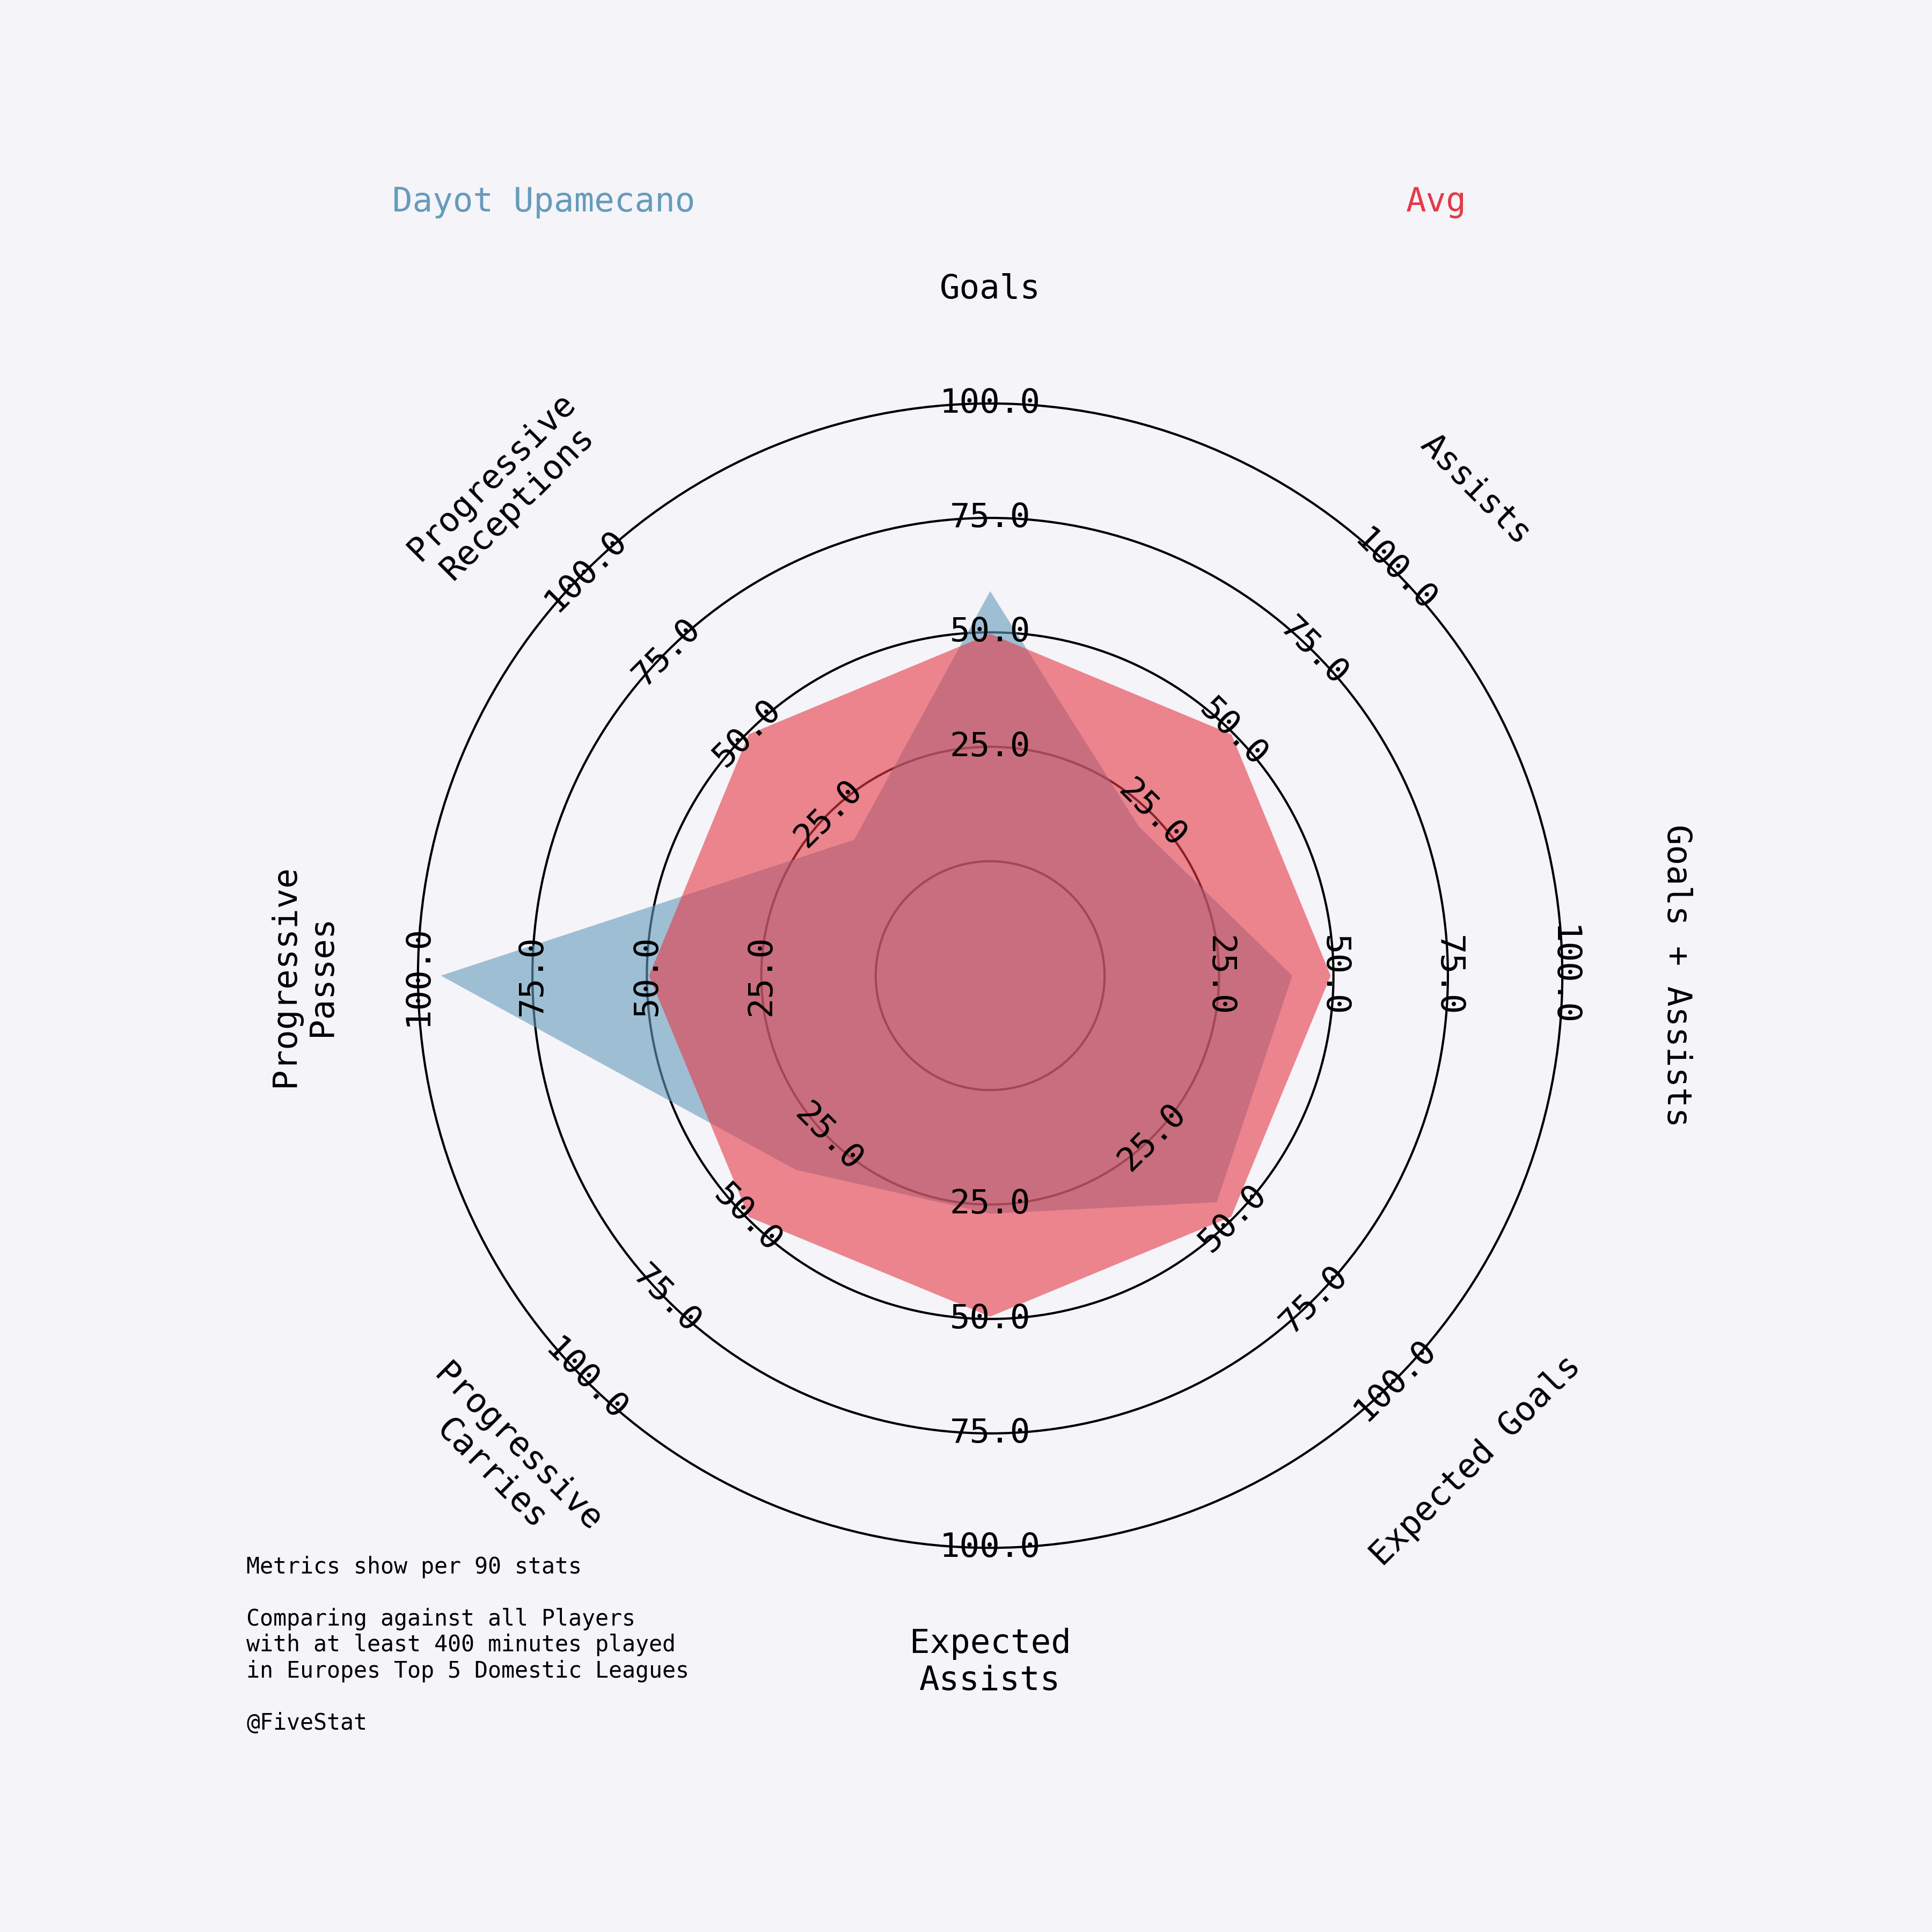 Dayot Upamecano
Avg
Goals
Assists
Goals + Assists
Expected Goals
Expected
Assists
Progressive
Carries
Progressive
Passes
Progressive
Receptions
25.0
50.0
75.0
100.0
25.0
50.0
75.0
100.0
25.0
50.0
75.0
100.0
25.0
50.0
75.0
100.0
25.0
50.0
75.0
100.0
25.0
50.0
75.0
100.0
25.0
50.0
75.0
100.0
25.0
50.0
75.0
100.0
Metrics show per 90 stats
Comparing against all Players
with at least 400 minutes played
in Europes Top 5 Domestic Leagues
@FiveStat